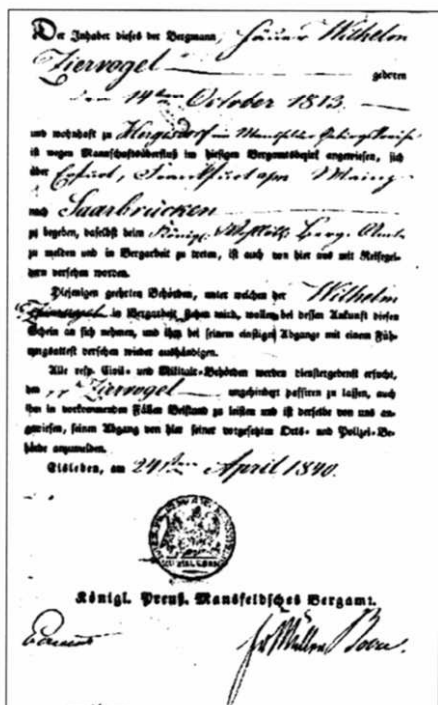 Der Inhaber dieses der Bergmann, Häuer Wilhelm
Ziervogel geboren
den 14ten October 1813.
und wohnhaft zu Hergisdorf im Mansfelder Gebirgskreise
ist wegen Mannschaftsüberfluß im hiesigen Bergamtsbezirk angewiesen, sich
über Erfurt, Frankfurt am Mayn
nach Saarbrücken
zu begeben, daselbst beim Königl. Berg-Amte
zu melden und in Bergarbeit zu treten, ist auch von hier aus mit Reisegel-
dern versehen worden.
Diejenigen geehrten Behörden, unter welchen der Wilhelm
Ziervogel in Bergarbeit stehen wird, wollen bei dessen Ankunft diesen
Schein an sich nehmen, und ihm bei seinem einstigen Abgange mit einem Füh-
rungsattest versehen wieder aushändigen.
Alle resp. Civil- und Militair-Behörden werden dienstergebenst ersucht,
den Ziervogel ungehindert passiren zu lassen, auch
ihm in vorkommenden Fällen Beistand zu leisten und ist derselbe von uns an-
gewiesen, seinen Abgang von hier seiner vorgesetzten Orts- und Polizei-Be-
hörde anzumelden.
Eisleben, am 24ten April 1840.
Königl. Preuß. Mansfeldsches Bergamt.